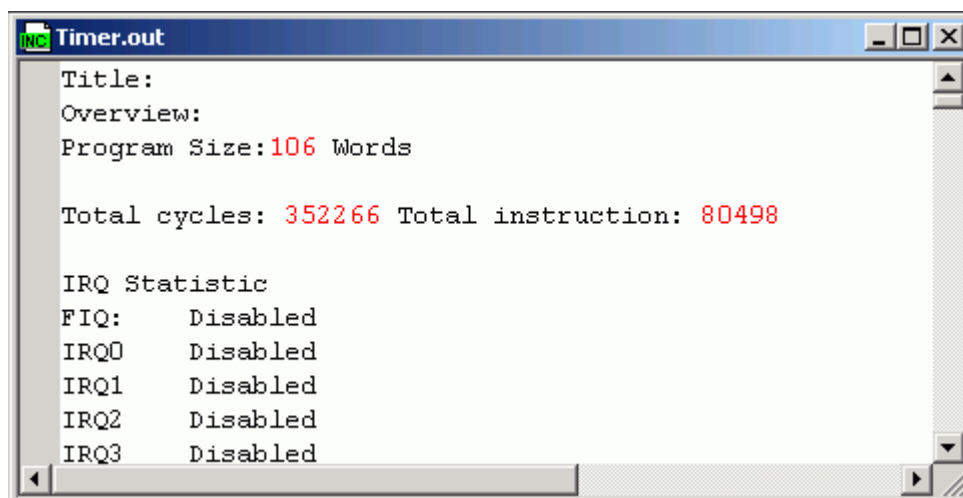 INC Timer.out
Title:
Overview:
Program Size:106 Words
Total cycles: 352266 Total instruction: 80498
IRQ Statistic
FIQ: Disabled
IRQ0 Disabled
IRQ1 Disabled
IRQ2 Disabled
IRQ3 Disabled